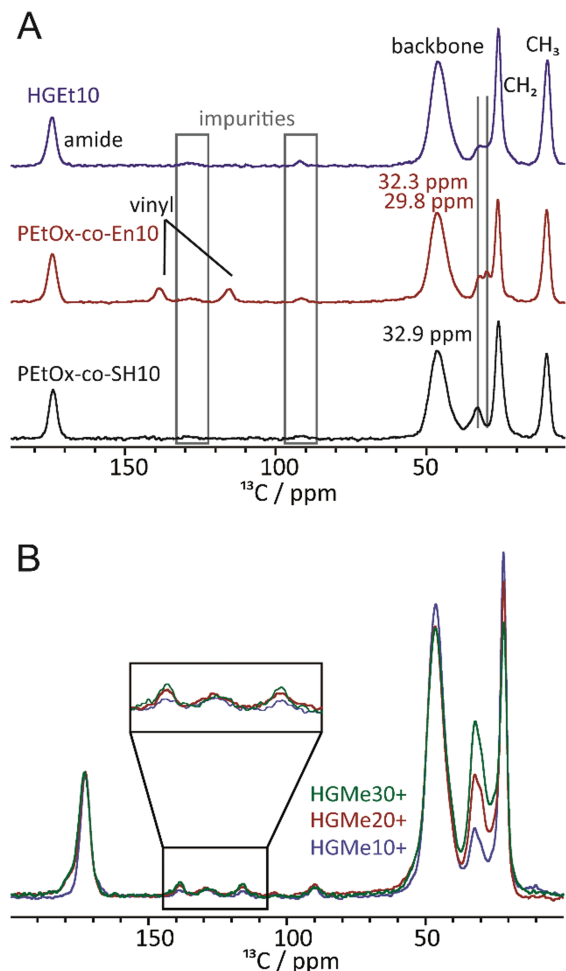 A
backbone
CH₃
HGEt10
CH₂
impurities
amide
32.3 ppm
29.8 ppm
vinyl
PEtOx-co-En10
32.9 ppm
PEtOx-co-SH10
150
100
50
¹³C / ppm
B
HGMe30+
HGMe20+
HGMe10+
150
100
50
¹³C / ppm